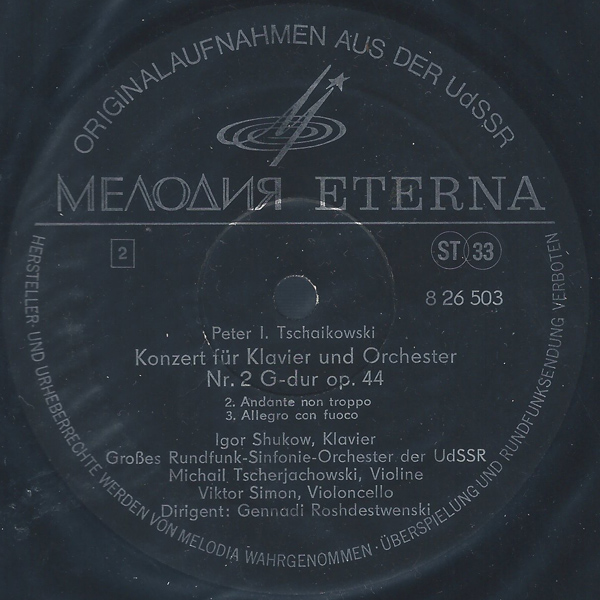 ORIGINALAUFNAHMEN AUS DER UdSSR
МЕЛОДИЯ ETERNA
2
ST 33
8 26 503
Peter I. Tschaikowski
Konzert für Klavier und Orchester
Nr. 2 G-dur op. 44
2. Andante non troppo
3. Allegro con fuoco
Igor Shukow, Klavier
Großes Rundfunk-Sinfonie-Orchester der UdSSR
Michail Tscherjachowski, Violine
Viktor Simon, Violoncello
Dirigent: Gennadi Roshdestwenski
HERSTELLER- UND URHEBERRECHTE WERDEN VON MELODIA WAHRGENOMMEN · ÜBERSPIELUNG UND RUNDFUNKSENDUNG VERBOTEN